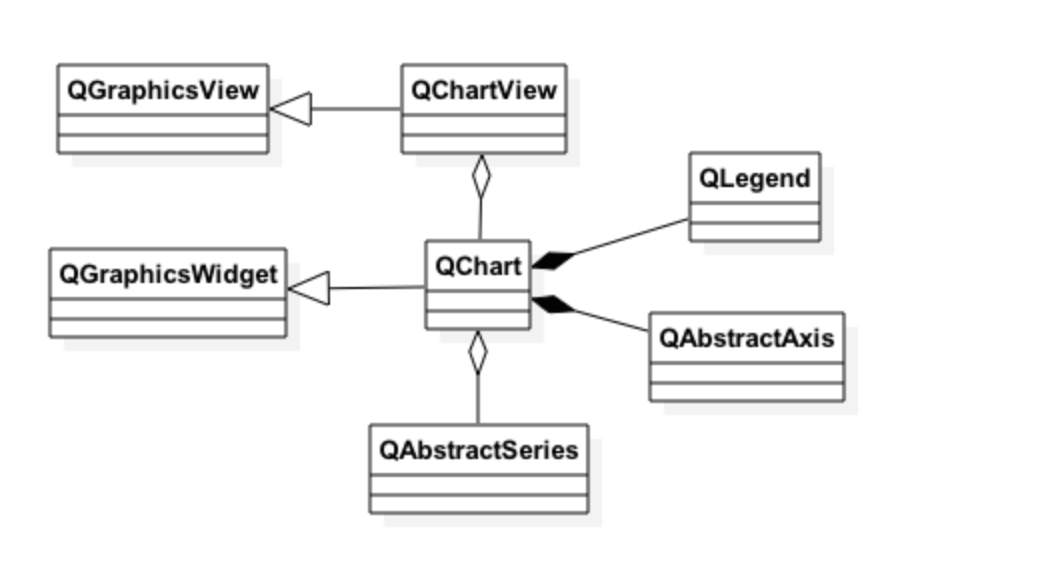 QGraphicsView
QChartView
QLegend
QGraphicsWidget
QChart
QAbstractAxis
QAbstractSeries